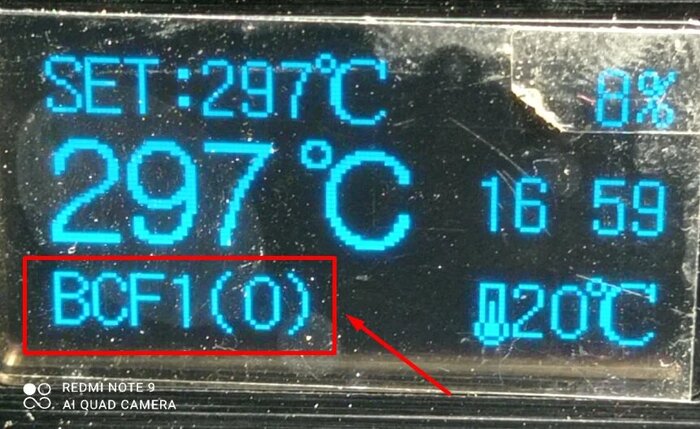 SET:297℃
8%
297℃
16 59
BCF1(0)
20℃
REDMI NOTE 9
AI QUAD CAMERA